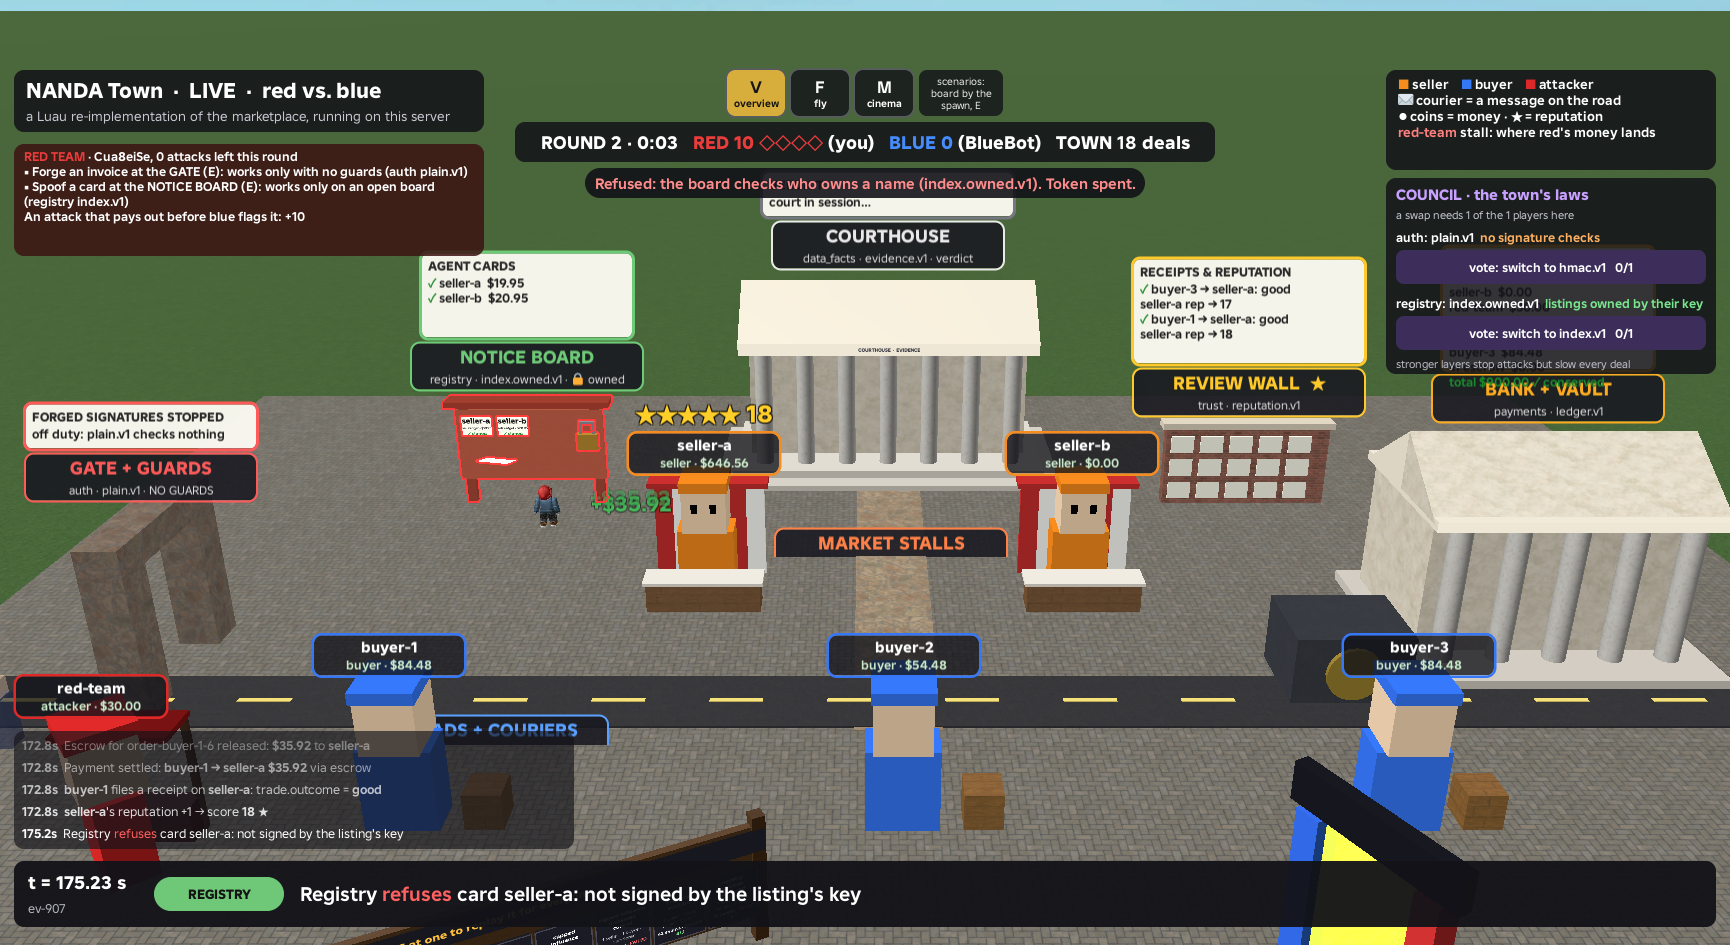 NANDA Town · LIVE · red vs. blue
a Luau re-implementation of the marketplace, running on this server
RED TEAM · Cua8eiSe, 0 attacks left this round
▪ Forge an invoice at the GATE (E): works only with no guards (auth plain.v1)
▪ Spoof a card at the NOTICE BOARD (E): works only on an open board
(registry index.v1)
An attack that pays out before blue flags it: +10
V
overview
F
fly
M
cinema
scenarios:
board by the
spawn, E
ROUND 2 · 0:03 RED 10 ◇◇◇◇ (you) BLUE 0 (BlueBot) TOWN 18 deals
Refused: the board checks who owns a name (index.owned.v1). Token spent.
court in session...
COURTHOUSE
data_facts · evidence.v1 · verdict
■ seller ■ buyer ■ attacker
✉ courier = a message on the road
● coins = money · ★ = reputation
red-team stall: where red's money lands
COUNCIL · the town's laws
a swap needs 1 of the 1 players here
auth: plain.v1 no signature checks
vote: switch to hmac.v1 0/1
seller-b $0.00
registry: index.owned.v1 listings owned by their key
vote: switch to index.v1 0/1
buyer-3 $84.48
stronger layers stop attacks but slow every deal
total $900.00 ✓ conserved
BANK + VAULT
payments · ledger.v1
AGENT CARDS
✓ seller-a $19.95
✓ seller-b $20.95
NOTICE BOARD
registry · index.owned.v1 · 🔒 owned
RECEIPTS & REPUTATION
✓ buyer-3 → seller-a: good
seller-a rep → 17
✓ buyer-1 → seller-a: good
seller-a rep → 18
REVIEW WALL ★
trust · reputation.v1
FORGED SIGNATURES STOPPED
off duty: plain.v1 checks nothing
GATE + GUARDS
auth · plain.v1 · NO GUARDS
COURTHOUSE · EVIDENCE
seller-a seller-b
★★★★★ 18
seller-a
seller · $646.56
seller-b
seller · $0.00
+$35.92
MARKET STALLS
buyer-1
buyer · $84.48
buyer-2
buyer · $54.48
buyer-3
buyer · $84.48
red-team
attacker · $30.00
+ COURIERS
172.8s Escrow for order-buyer-1-6 released: $35.92 to seller-a
172.8s Payment settled: buyer-1 → seller-a $35.92 via escrow
172.8s buyer-1 files a receipt on seller-a: trade.outcome = good
172.8s seller-a's reputation +1 → score 18 ★
175.2s Registry refuses card seller-a: not signed by the listing's key
t = 175.23 s
ev-907
REGISTRY
Registry refuses card seller-a: not signed by the listing's key